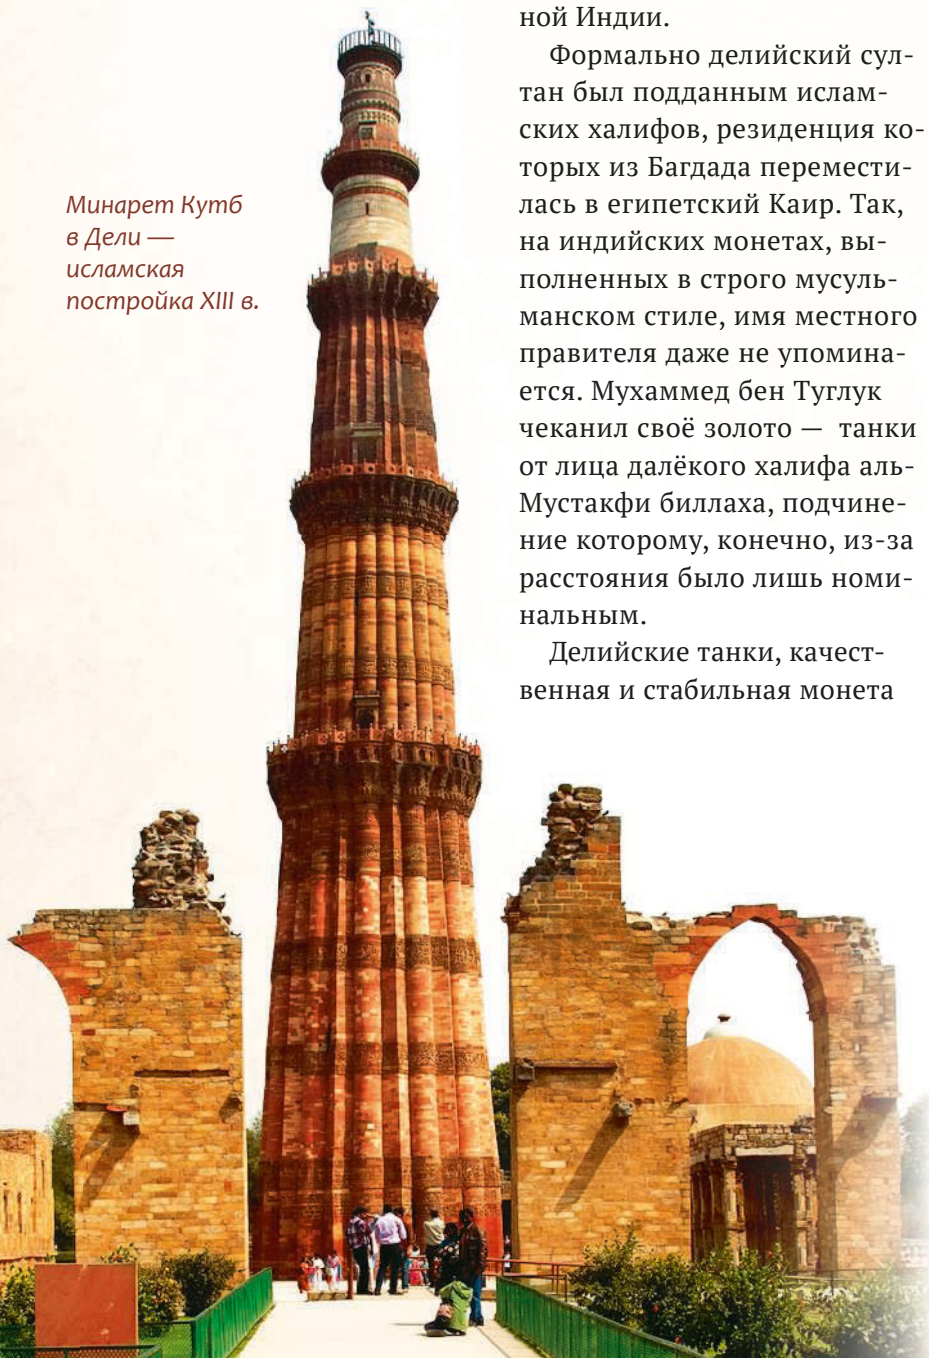 ной Индии.
Формально делийский сул-
тан был подданным ислам-
ских халифов, резиденция ко-
торых из Багдада перемести-
лась в египетский Каир. Так,
на индийских монетах, вы-
полненных в строго мусуль-
манском стиле, имя местного
правителя даже не упомина-
ется. Мухаммед бен Туглук
чеканил своё золото — танки
от лица далёкого халифа аль-
Мустакфи биллаха, подчине-
ние которому, конечно, из-за
расстояния было лишь номи-
нальным.
Делийские танки, качест-
венная и стабильная монета
Минарет Кутб
в Дели —
исламская
постройка XIII в.